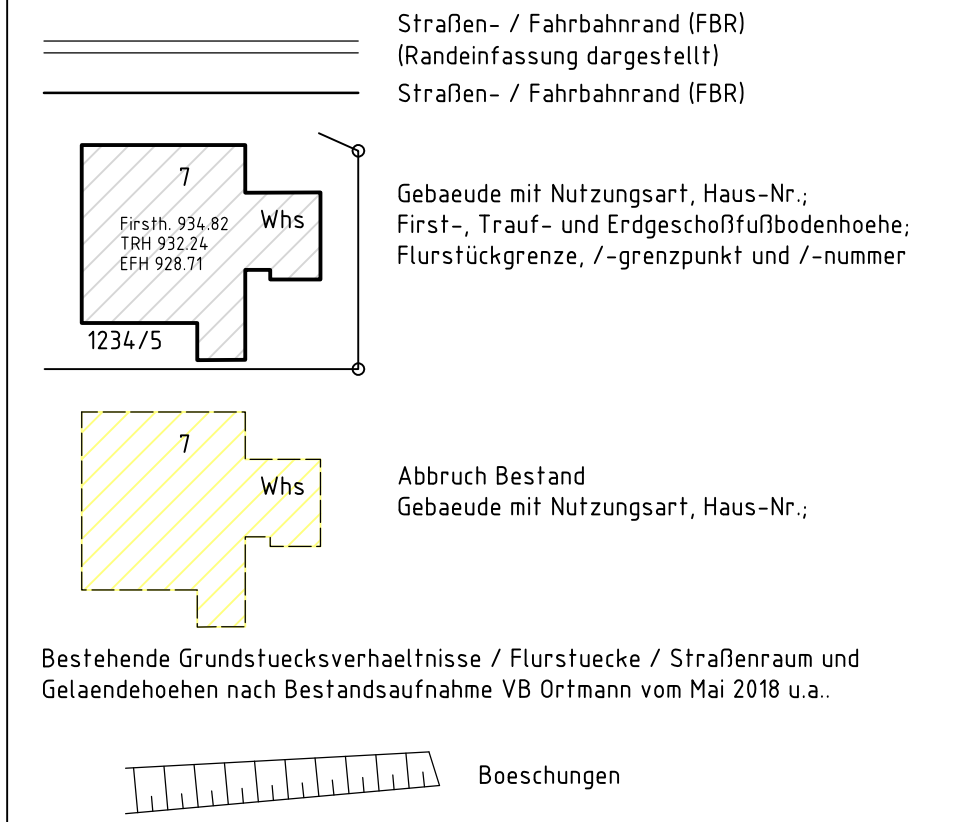 Straßen- / Fahrbahnrand (FBR)
(Randeinfassung dargestellt)
Straßen- / Fahrbahnrand (FBR)
7
Whs
Firsth. 934.82
TRH 932.24
EFH 928.71
1234/5
Gebaeude mit Nutzungsart, Haus-Nr.;
First-, Trauf- und Erdgeschoßfußbodenhoehe;
Flurstückgrenze, /-grenzpunkt und /-nummer
7
Whs
Abbruch Bestand
Gebaeude mit Nutzungsart, Haus-Nr.;
Bestehende Grundstuecksverhaeltnisse / Flurstuecke / Straßenraum und
Gelaendehoehen nach Bestandsaufnahme VB Ortmann vom Mai 2018 u.a..
Boeschungen